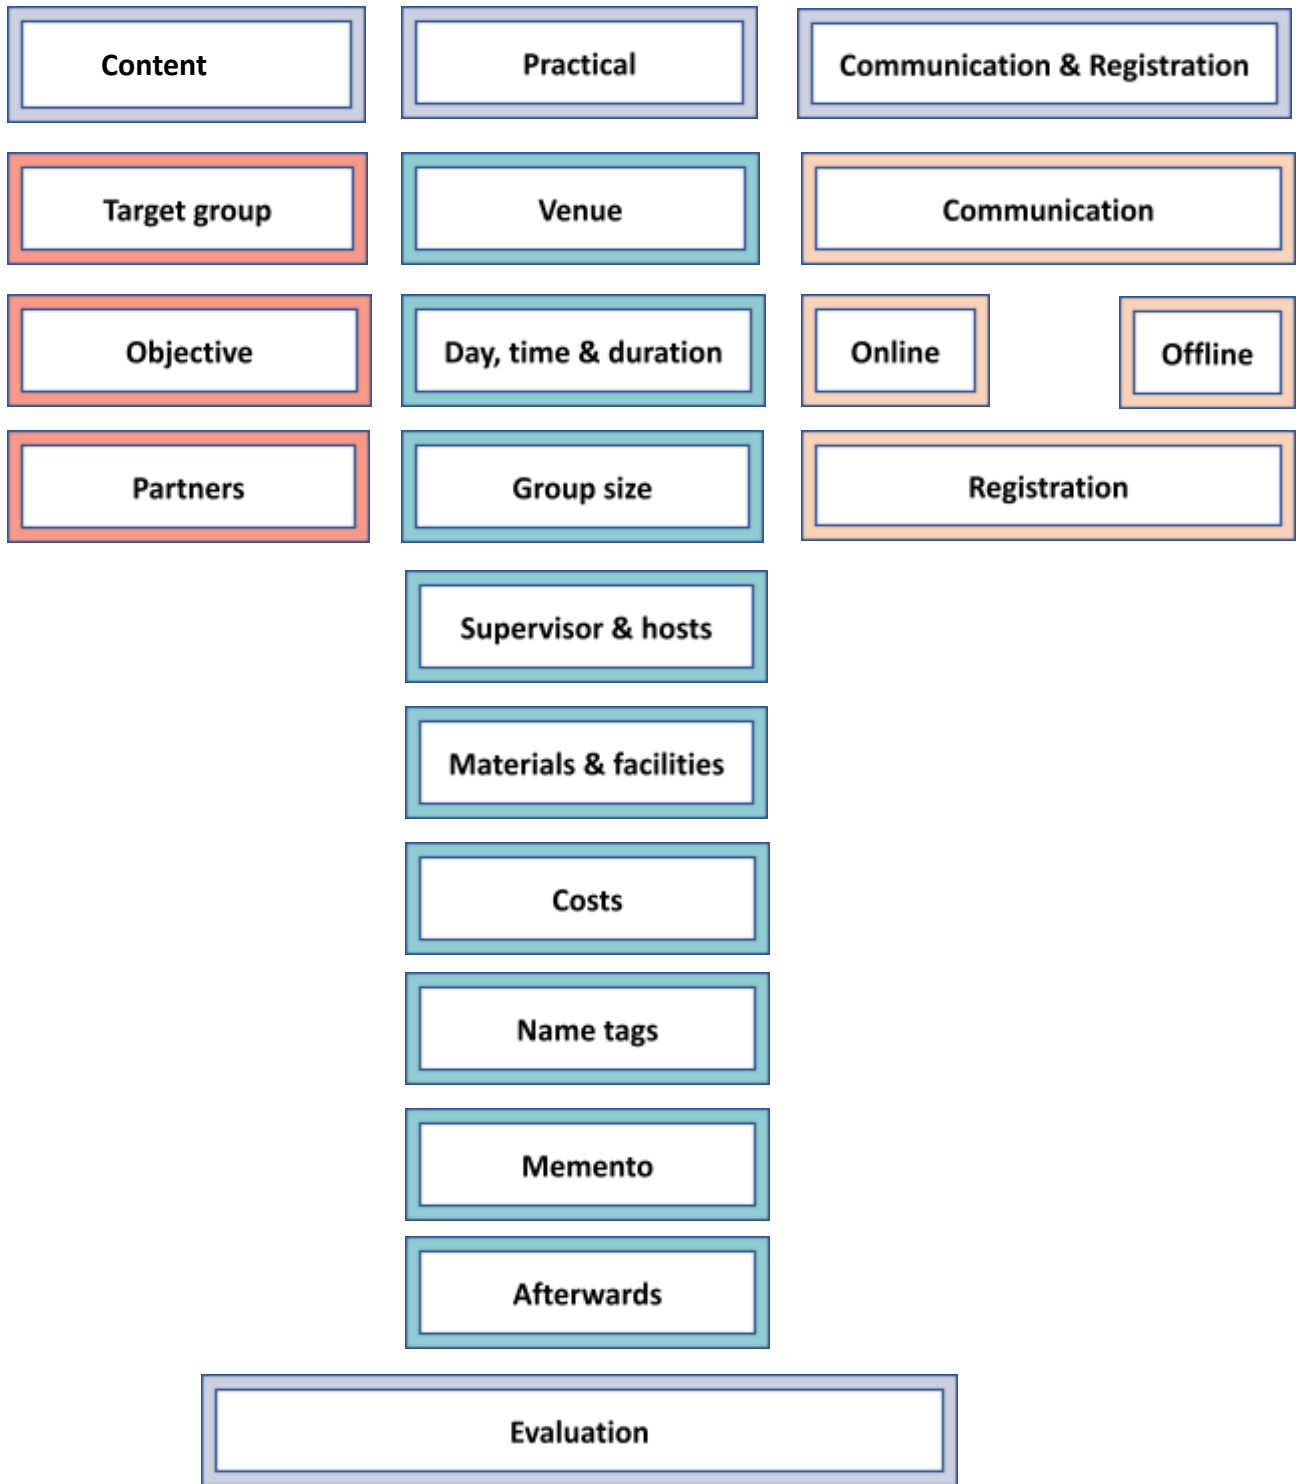 Content
Practical
Communication & Registration
Target group
Venue
Communication
Objective
Day, time & duration
Online
Offline
Partners
Group size
Registration
Supervisor & hosts
Materials & facilities
Costs
Name tags
Memento
Afterwards
Evaluation